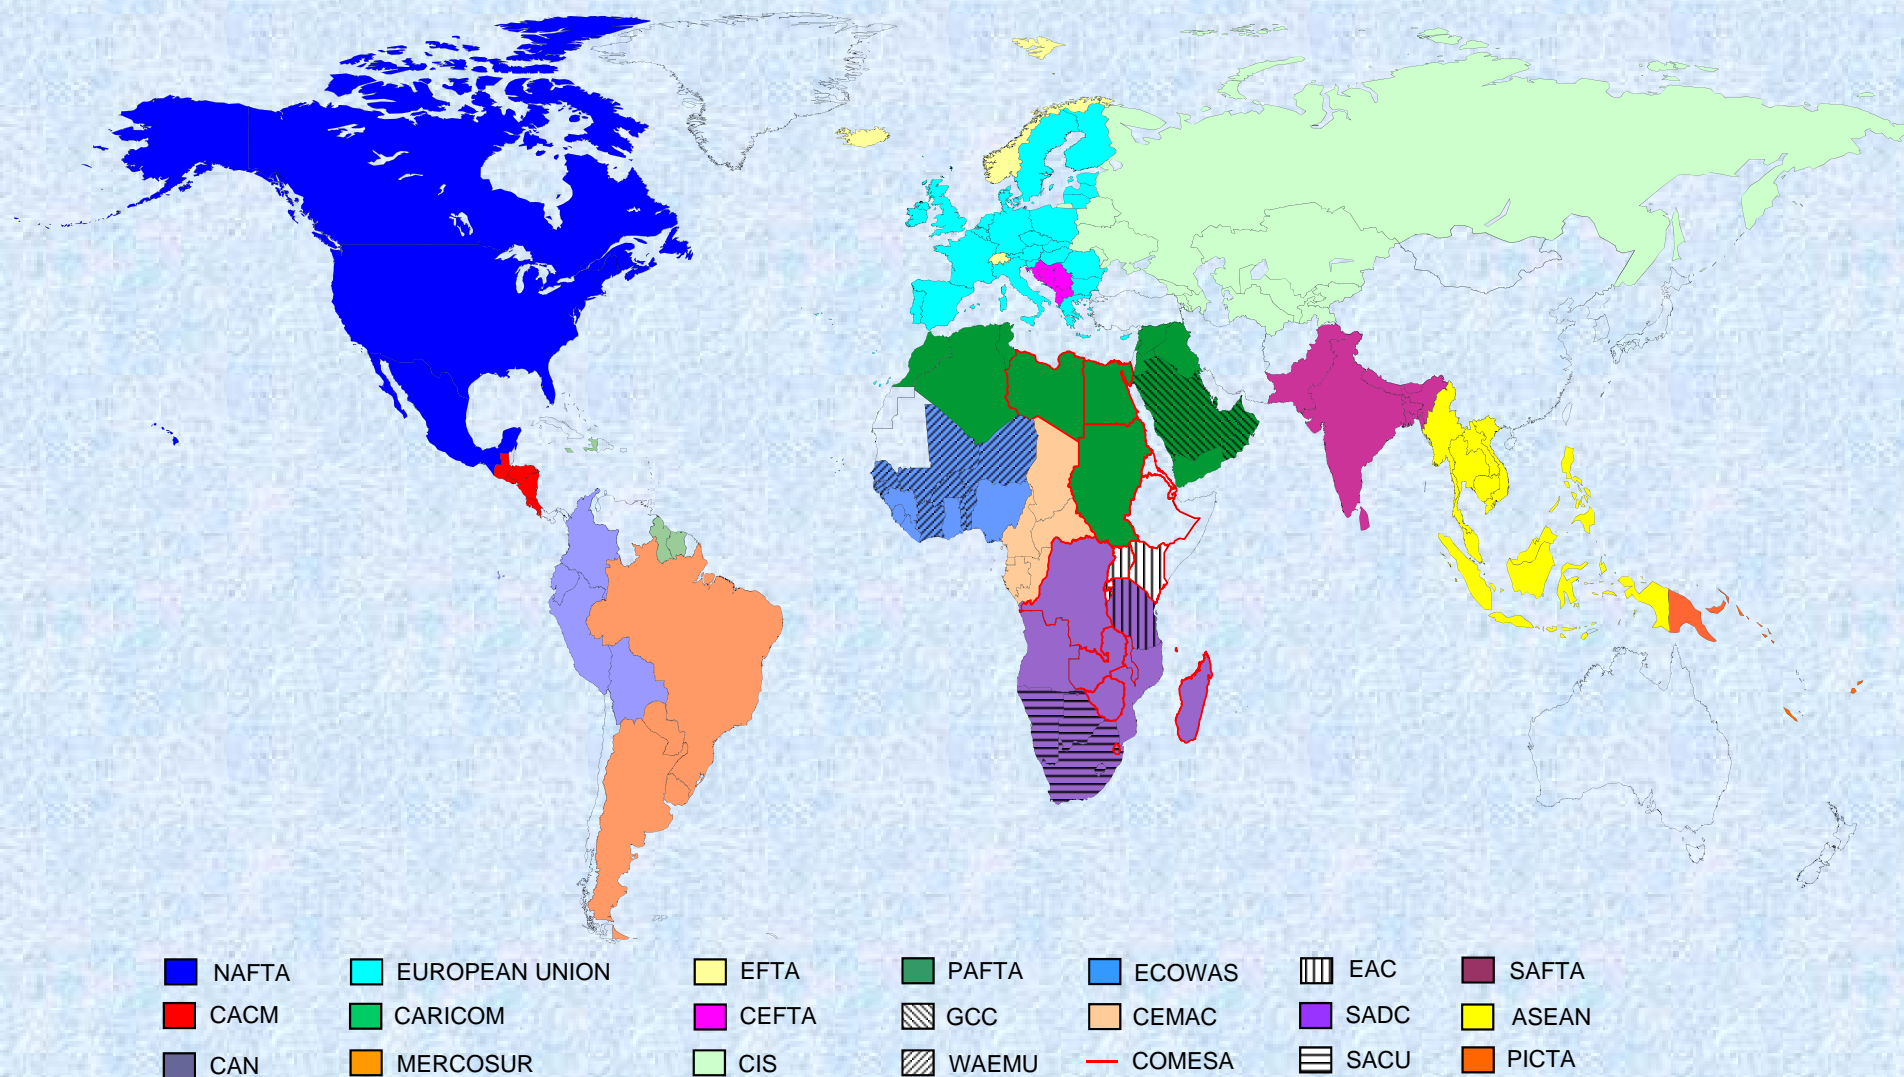 NAFTA EUROPEAN UNION EFTA PAFTA ECOWAS EAC SAFTA
CACM CARICOM CEFTA GCC CEMAC SADC ASEAN
CAN MERCOSUR CIS WAEMU COMESA SACU PICTA